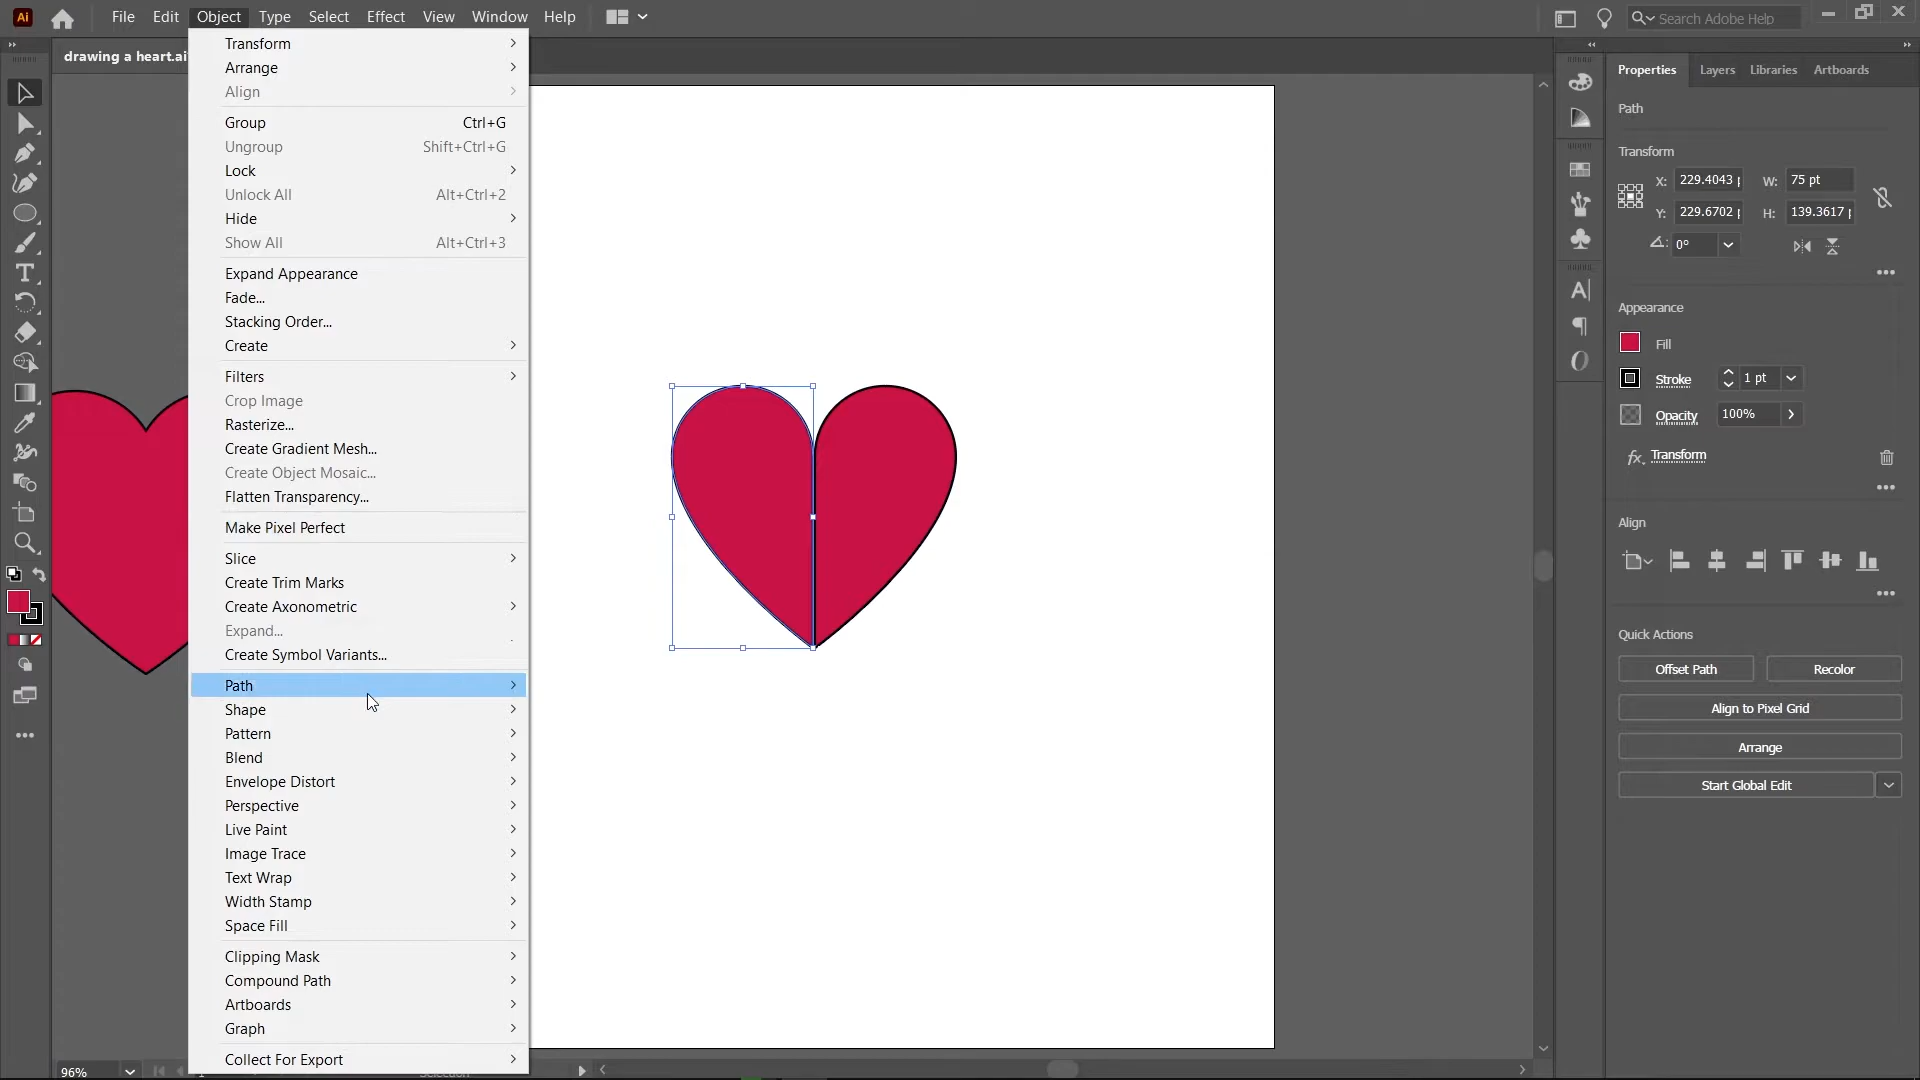 Ai
File Edit Object Type Select Effect View Window Help
Search Adobe Help
drawing a heart.ai
Transform
Arrange
Align
Group Ctrl+G
Ungroup Shift+Ctrl+G
Lock
Unlock All Alt+Ctrl+2
Hide
Show All Alt+Ctrl+3
Expand Appearance
Fade...
Stacking Order...
Create
Filters
Crop Image
Rasterize...
Create Gradient Mesh...
Create Object Mosaic...
Flatten Transparency...
Make Pixel Perfect
Slice
Create Trim Marks
Create Axonometric
Expand...
Create Symbol Variants...
Path
Shape
Pattern
Blend
Envelope Distort
Perspective
Live Paint
Image Trace
Text Wrap
Width Stamp
Space Fill
Clipping Mask
Compound Path
Artboards
Graph
Collect For Export
96%
Properties Layers Libraries Artboards
Path
Transform
X: 229.4043 W: 75 pt
Y: 229.6702 H: 139.3617
0°
Appearance
Fill
Stroke 1 pt
Opacity 100%
fx Transform
Align
Quick Actions
Offset Path Recolor
Align to Pixel Grid
Arrange
Start Global Edit